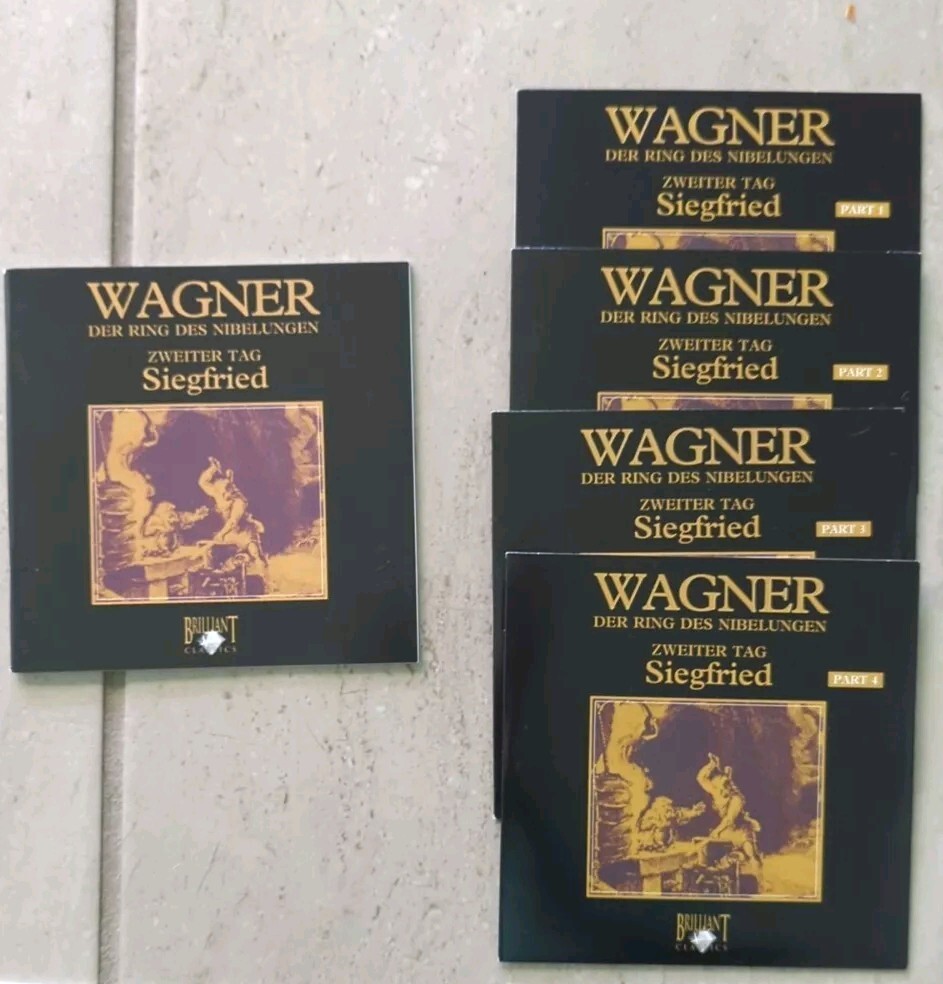 WAGNER
DER RING DES NIBELUNGEN
ZWEITER TAG
Siegfried
BRILLIANT
CLASSICS
WAGNER
DER RING DES NIBELUNGEN
ZWEITER TAG
Siegfried
PART 1
WAGNER
DER RING DES NIBELUNGEN
ZWEITER TAG
Siegfried
PART 2
WAGNER
DER RING DES NIBELUNGEN
ZWEITER TAG
Siegfried
PART 3
WAGNER
DER RING DES NIBELUNGEN
ZWEITER TAG
Siegfried
PART 4
BRILLIANT
CLASSICS